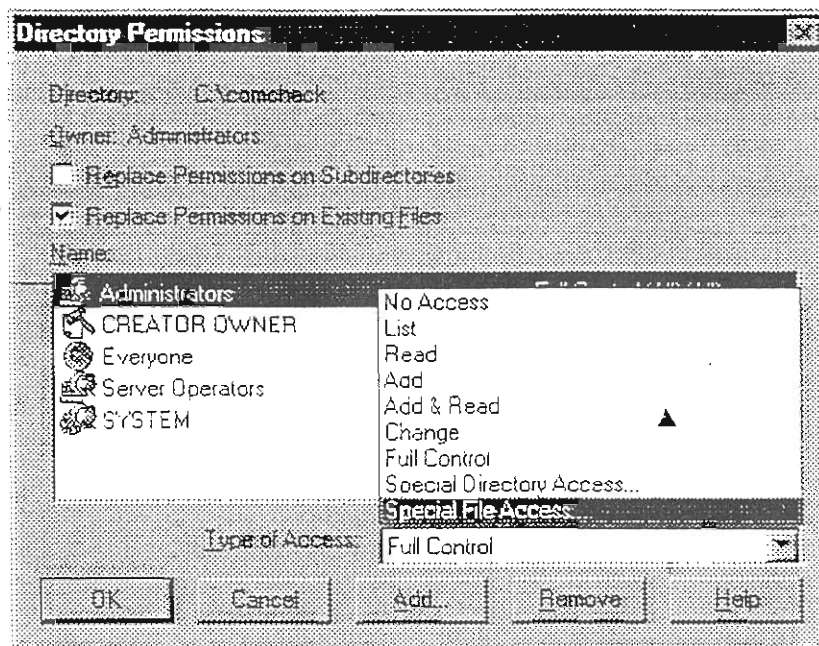 Directory Permissions
Directory: C:\comcheck
Owner: Administrators
Replace Permissions on Subdirectories
Replace Permissions on Existing Files
Name:
Administrators
CREATOR OWNER
Everyone
Server Operators
SYSTEM
No Access
List
Read
Add
Add & Read
Change
Full Control
Special Directory Access...
Special File Access
Type of Access: Full Control
OK Cancel Add... Remove Help